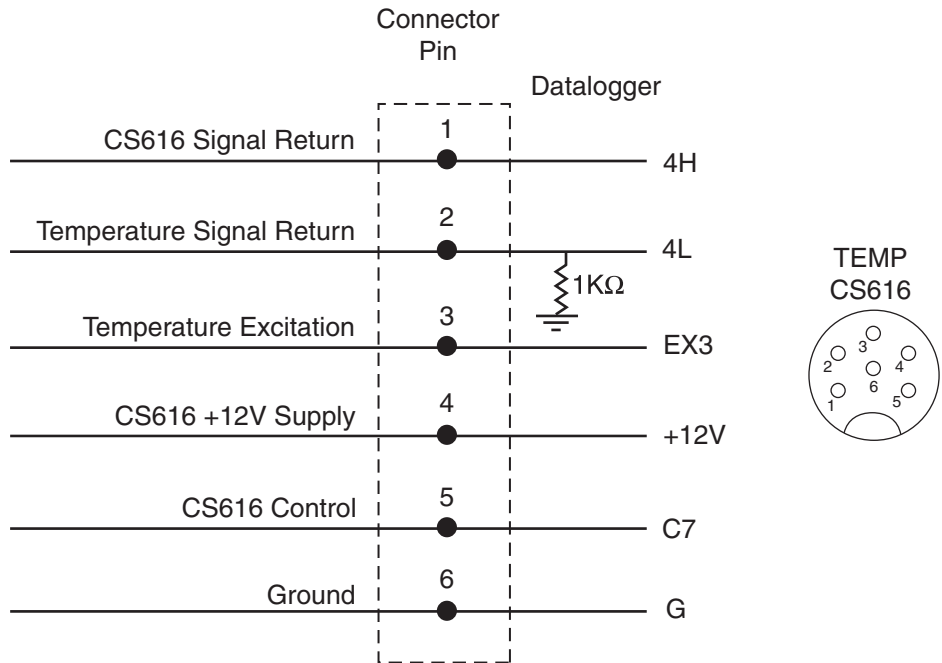 Connector
Pin
Datalogger
CS616 Signal Return
1
4H
Temperature Signal Return
2
4L
1KΩ
Temperature Excitation
3
EX3
CS616 +12V Supply
4
+12V
CS616 Control
5
C7
Ground
6
G
TEMP
CS616
3
2
4
6
1
5